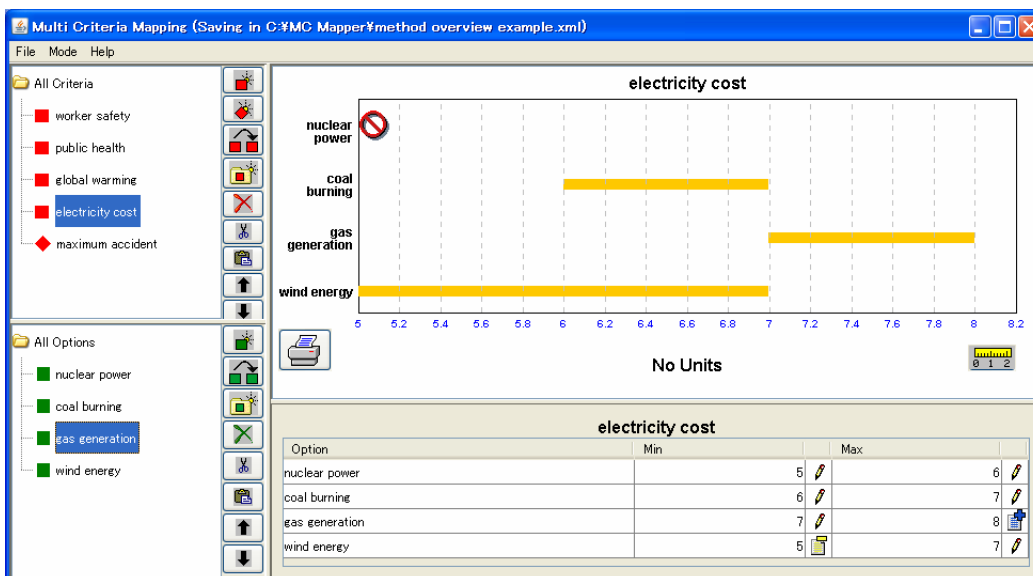 Multi Criteria Mapping (Saving in C:¥MC Mapper¥method overview example.xml)
File Mode Help
All Criteria
worker safety
public health
global warming
electricity cost
maximum accident
All Options
nuclear power
coal burning
gas generation
wind energy
electricity cost
nuclear
power
coal
burning
gas
generation
wind energy
5 5.2 5.4 5.6 5.8 6 6.2 6.4 6.6 6.8 7 7.2 7.4 7.6 7.8 8 8.2
No Units
0 1 2
electricity cost
Option Min Max
nuclear power 5 6
coal burning 6 7
gas generation 7 8
wind energy 5 7